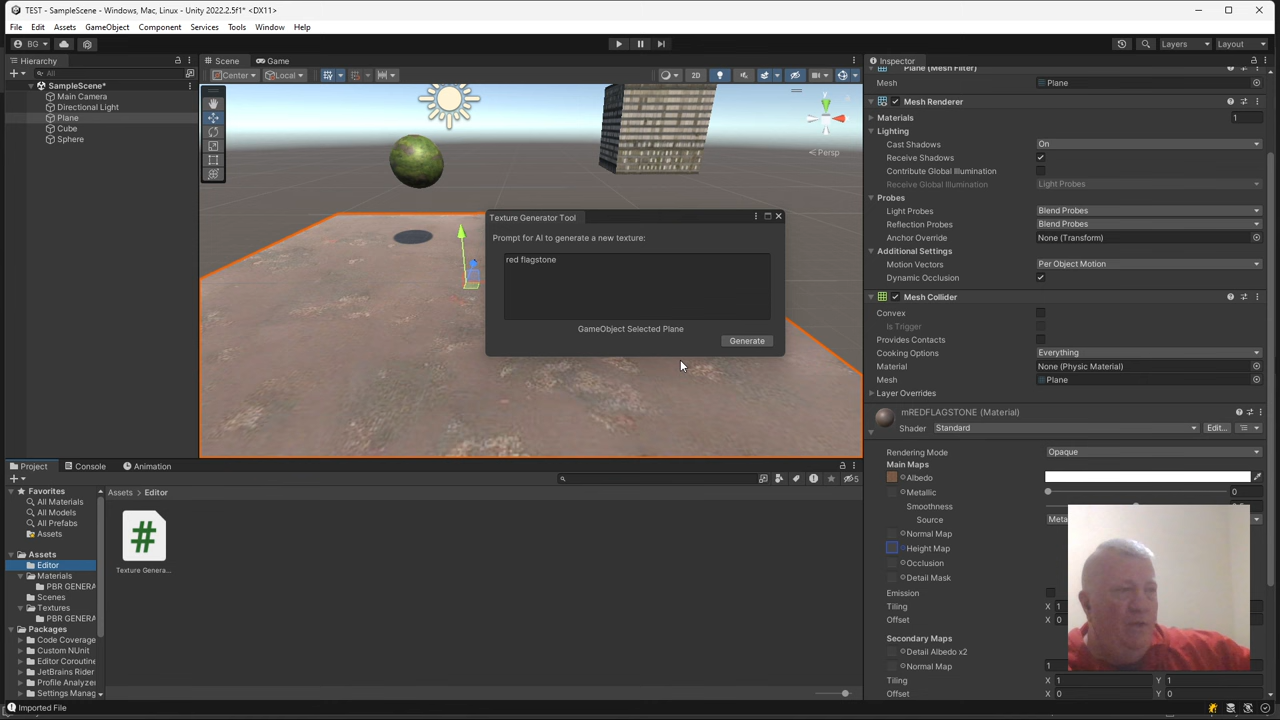 TEST - SampleScene - Windows, Mac, Linux - Unity 2022.2.5f1* <DX11>
File Edit Assets GameObject Component Services Tools Window Help
BG Layers Layout
Hierarchy
All
SampleScene*
Main Camera
Directional Light
Plane
Cube
Sphere
Scene Game
Center Local 2D
Persp
Texture Generator Tool
Prompt for AI to generate a new texture:
red flagstone
GameObject Selected Plane
Generate
Inspector
Plane (Mesh Filter)
Mesh Plane
Mesh Renderer
Materials 1
Lighting
Cast Shadows On
Receive Shadows
Contribute Global Illumination
Receive Global Illumination Light Probes
Probes
Light Probes Blend Probes
Reflection Probes Blend Probes
Anchor Override None (Transform)
Additional Settings
Motion Vectors Per Object Motion
Dynamic Occlusion
Mesh Collider
Convex
Is Trigger
Provides Contacts
Cooking Options Everything
Material None (Physic Material)
Mesh Plane
Layer Overrides
mREDFLAGSTONE (Material)
Shader Standard Edit...
Rendering Mode Opaque
Main Maps
Albedo
Metallic 0
Smoothness
Source Meta
Normal Map
Height Map
Occlusion
Detail Mask
Emission
Tiling X 1
Offset X 0
Secondary Maps
Detail Albedo x2
Normal Map 1
Tiling X 1 Y 1
Offset X 0 Y 0
Project Console Animation
5
Favorites
All Materials
All Models
All Prefabs
Assets
Assets
Editor
Materials
PBR GENERA
Scenes
Textures
PBR GENERA
Packages
Code Coverage
Custom NUnit
Editor Coroutine
JetBrains Rider
Profile Analyzer
Settings Manag
Assets > Editor
#
Texture Genera...
Imported File